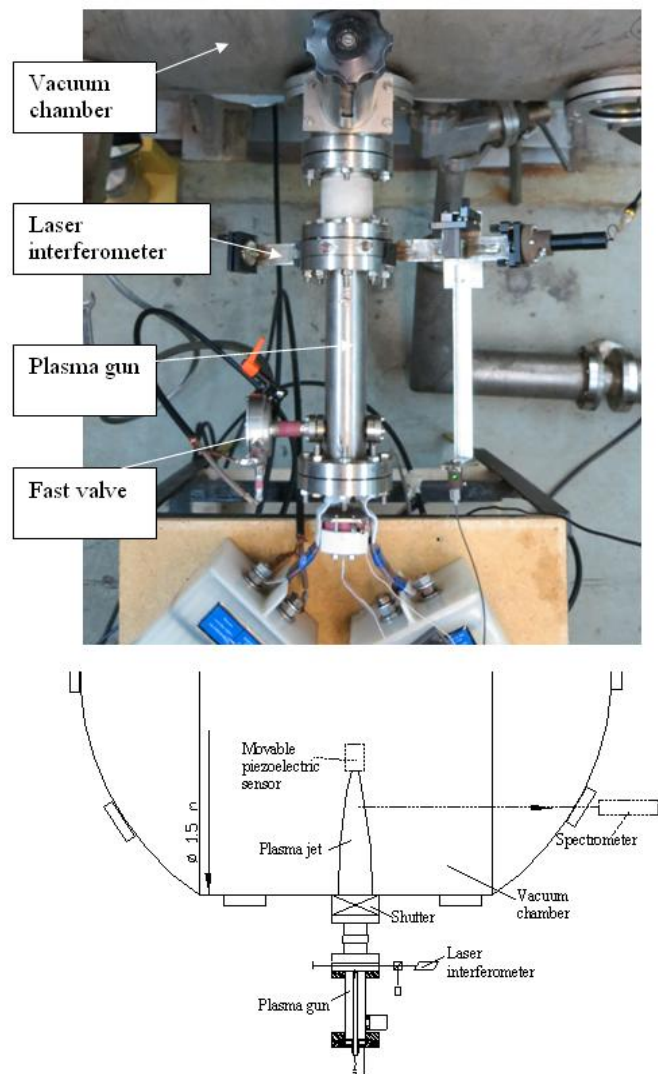 Vacuum
chamber
Laser
interferometer
Plasma gun
Fast valve
Movable
piezoelectric
sensor
Plasma jet
Spectrometer
Vacuum
chamber
Shutter
Laser
interferometer
Plasma gun